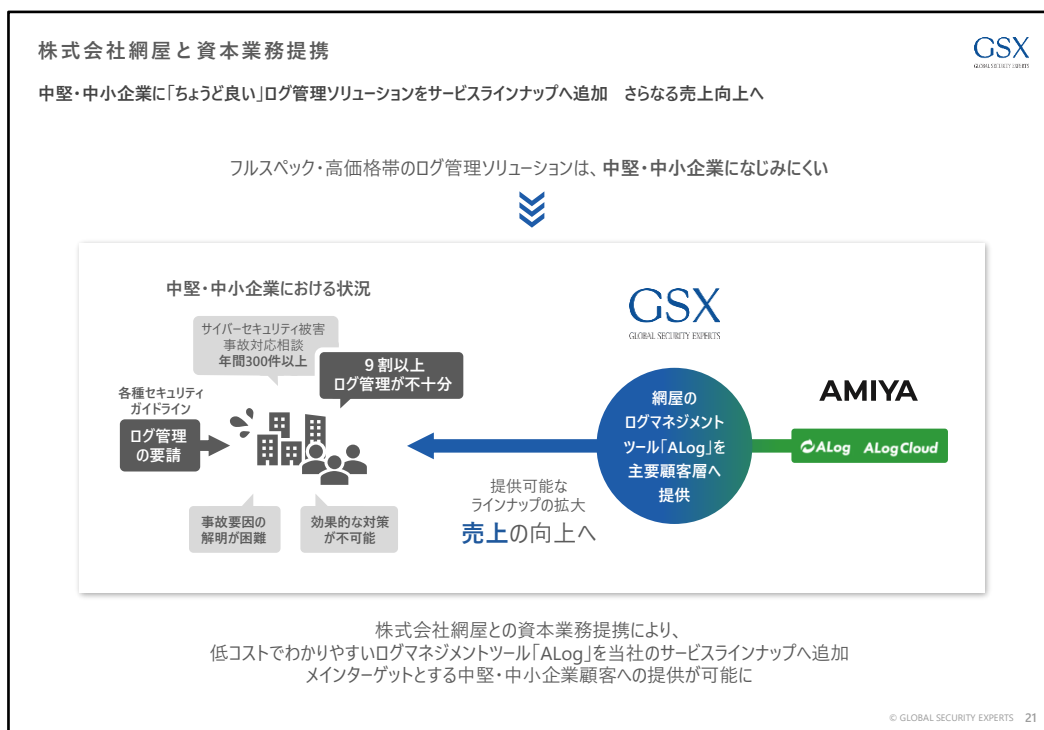 株式会社網屋と資本業務提携
GSX
GLOBAL SECURITY EXPERTS
中堅・中小企業に「ちょうど良い」ログ管理ソリューションをサービスラインナップへ追加　さらなる売上向上へ
フルスペック・高価格帯のログ管理ソリューションは、中堅・中小企業になじみにくい
中堅・中小企業における状況
サイバーセキュリティ被害
事故対応相談
年間300件以上
９割以上
ログ管理が不十分
各種セキュリティ
ガイドライン
ログ管理
の要請
事故要因の
解明が困難
効果的な対策
が不可能
提供可能な
ラインナップの拡大
売上の向上へ
GSX
GLOBAL SECURITY EXPERTS
網屋の
ログマネジメント
ツール「ALog」を
主要顧客層へ
提供
AMIYA
ALog ALog Cloud
株式会社網屋との資本業務提携により、
低コストでわかりやすいログマネジメントツール「ALog」を当社のサービスラインナップへ追加
メインターゲットとする中堅・中小企業顧客への提供が可能に
© GLOBAL SECURITY EXPERTS 21